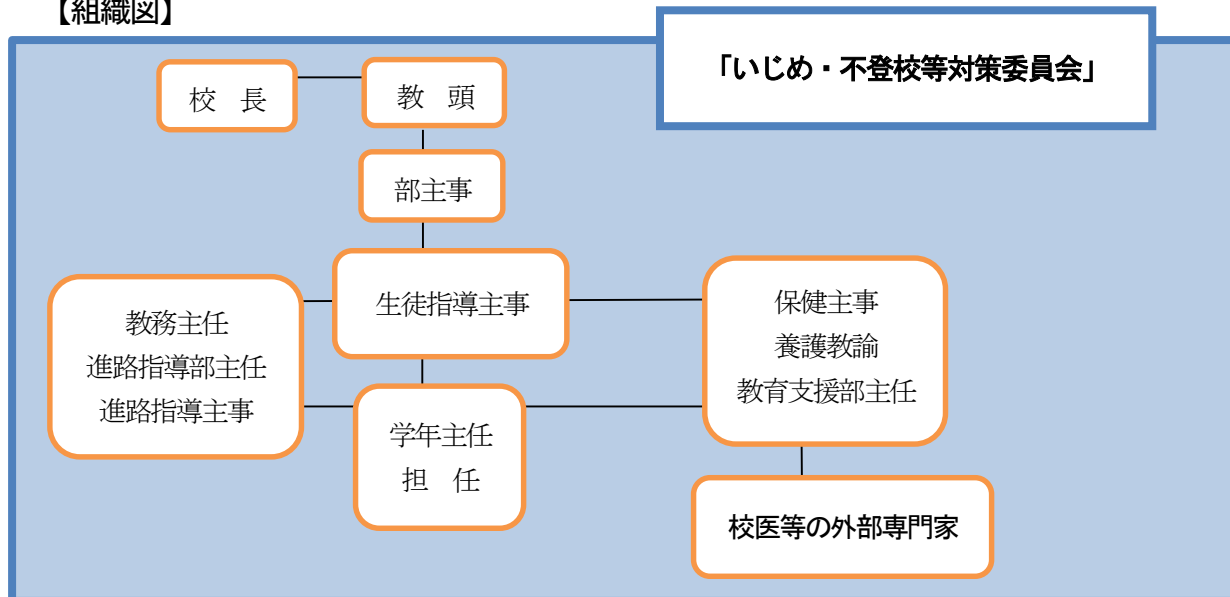 【組織図】
「いじめ・不登校等対策委員会」
校　長
教　頭
部主事
生徒指導主事
教務主任
進路指導部主任
進路指導主事
保健主事
養護教諭
教育支援部主任
学年主任
担　任
校医等の外部専門家